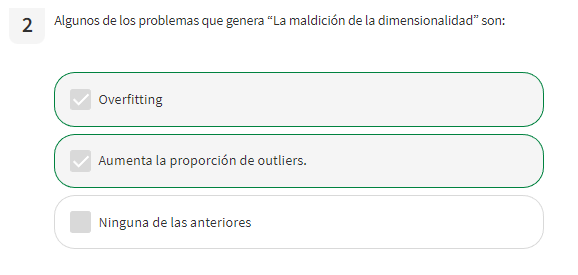 2
Algunos de los problemas que genera “La maldición de la dimensionalidad” son:
Overfitting
Aumenta la proporción de outliers.
Ninguna de las anteriores